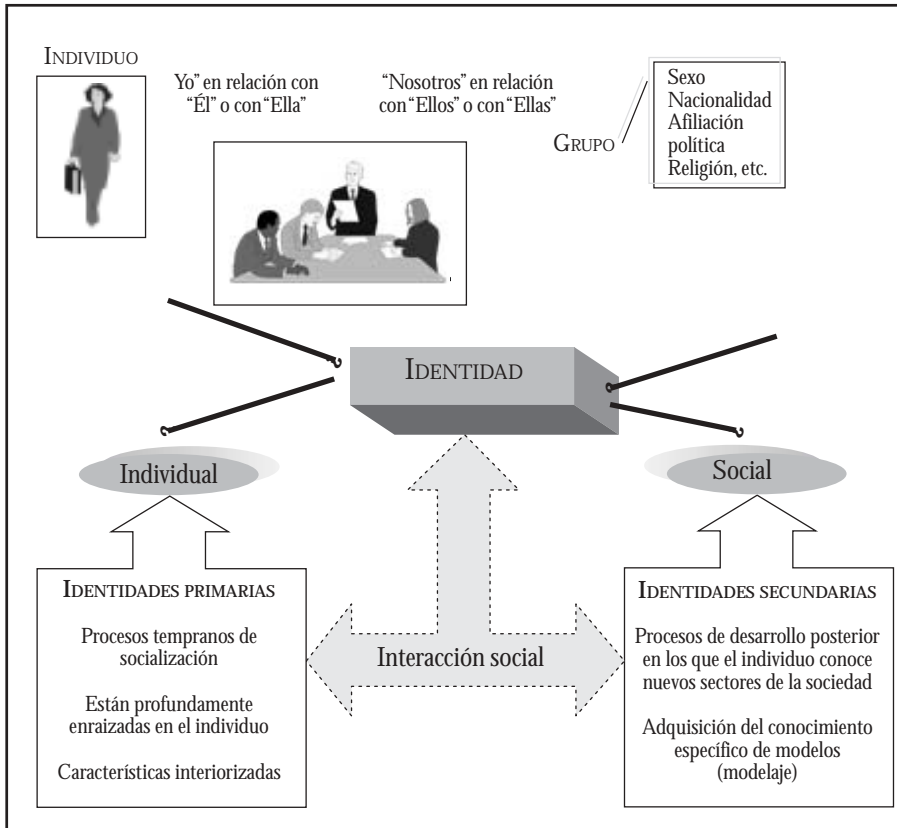 INDIVIDUO
Yo” en relación con
“Él” o con “Ella”
“Nosotros” en relación
con “Ellos” o con “Ellas”
GRUPO
Sexo
Nacionalidad
Afiliación
política
Religión, etc.
IDENTIDAD
Individual
Social
IDENTIDADES PRIMARIAS
Procesos tempranos de
socialización
Están profundamente
enraizadas en el individuo
Características interiorizadas
Interacción social
IDENTIDADES SECUNDARIAS
Procesos de desarrollo posterior
en los que el individuo conoce
nuevos sectores de la sociedad
Adquisición del conocimiento
específico de modelos
(modelaje)